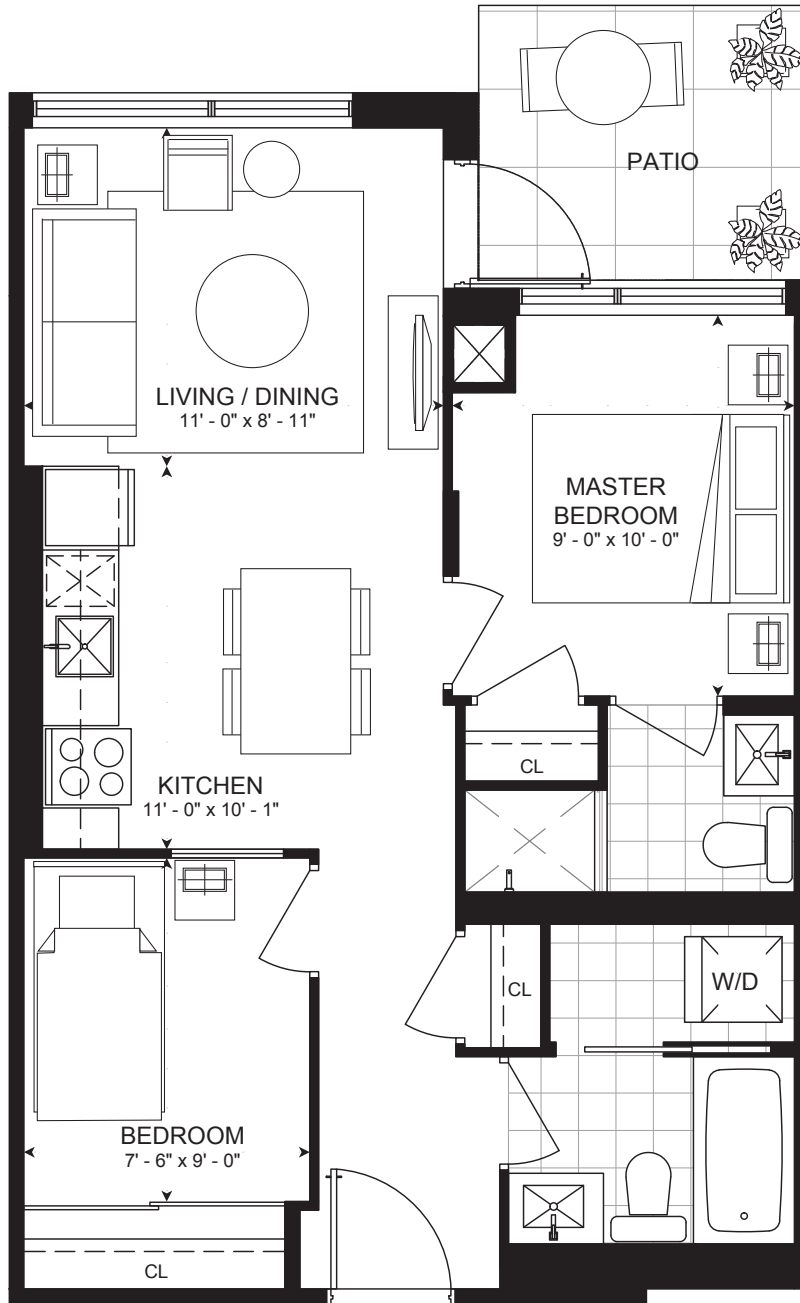 PATIO
LIVING / DINING
11' - 0" x 8' - 11"
MASTER
BEDROOM
9' - 0" x 10' - 0"
CL
KITCHEN
11' - 0" x 10' - 1"
CL
W/D
BEDROOM
7' - 6" x 9' - 0"
CL